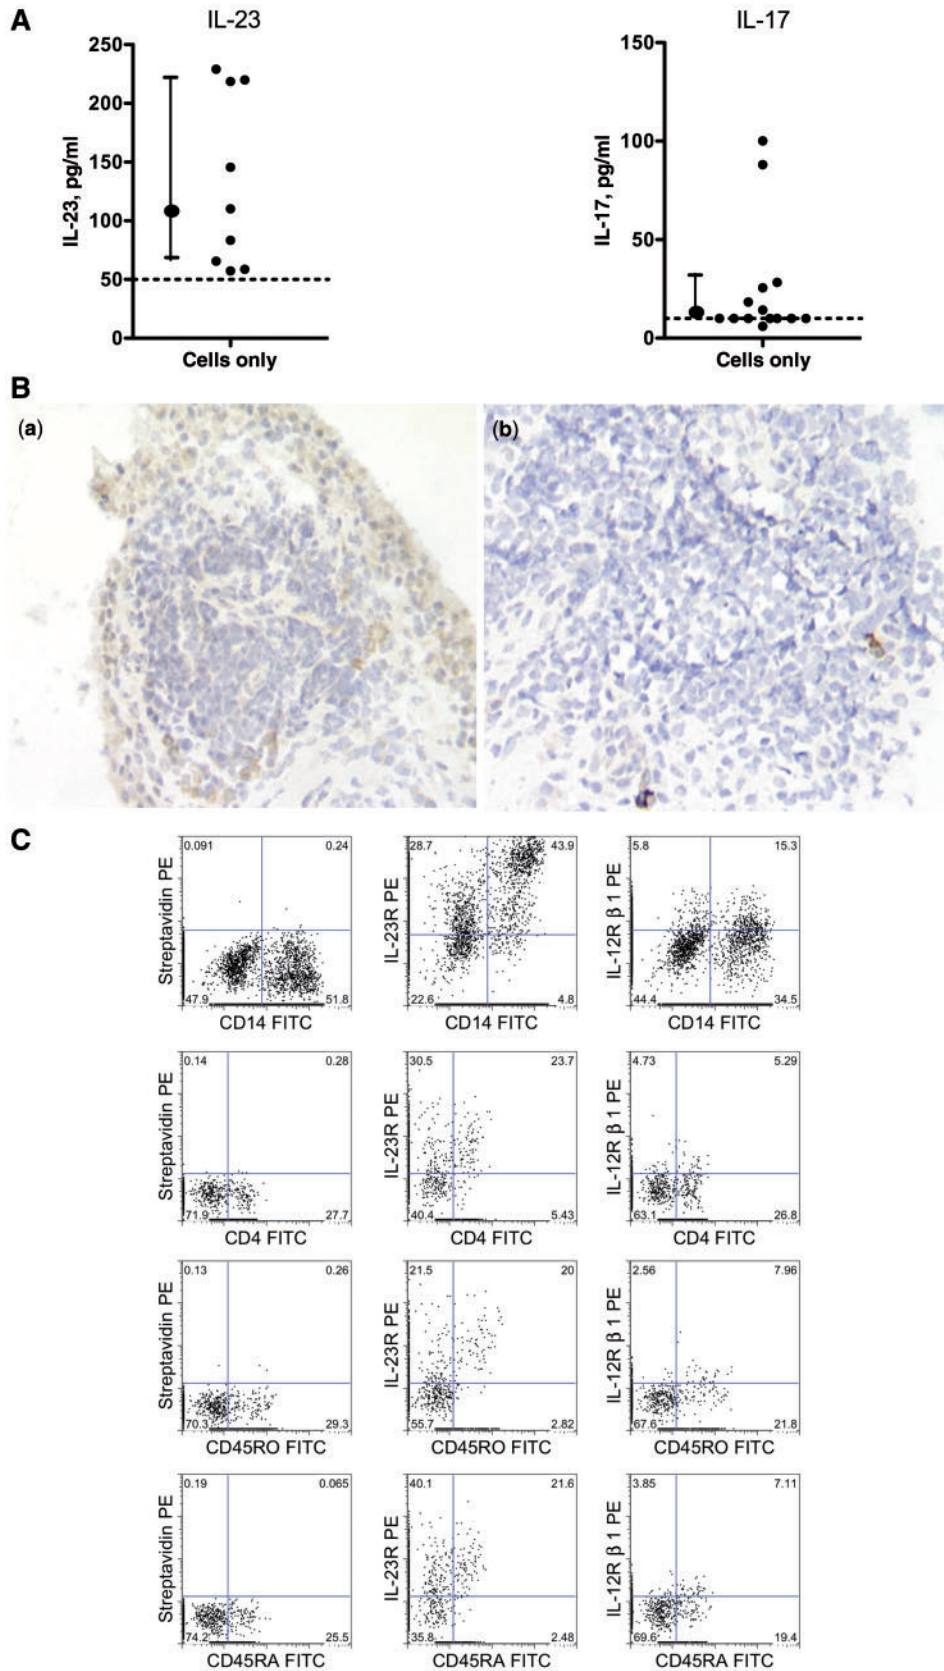 A
IL-23
IL-17
250
200
150
100
50
0
IL-23, pg/ml
Cells only
150
100
50
0
IL-17, pg/ml
Cells only
B
(a)
(b)
C
0.091 0.24
Streptavidin PE
47.9 51.8
CD14 FITC
28.7 43.9
IL-23R PE
22.6 4.8
CD14 FITC
5.8 15.3
IL-12R β 1 PE
44.4 34.5
CD14 FITC
0.14 0.28
Streptavidin PE
71.9 27.7
CD4 FITC
30.5 23.7
IL-23R PE
40.4 5.43
CD4 FITC
4.73 5.29
IL-12R β 1 PE
63.1 26.8
CD4 FITC
0.13 0.26
Streptavidin PE
70.3 29.3
CD45RO FITC
21.5 20
IL-23R PE
55.7 2.82
CD45RO FITC
2.56 7.96
IL-12R β 1 PE
67.6 21.8
CD45RO FITC
0.19 0.065
Streptavidin PE
74.2 25.5
CD45RA FITC
40.1 21.6
IL-23R PE
35.8 2.48
CD45RA FITC
3.85 7.11
IL-12R β 1 PE
69.6 19.4
CD45RA FITC